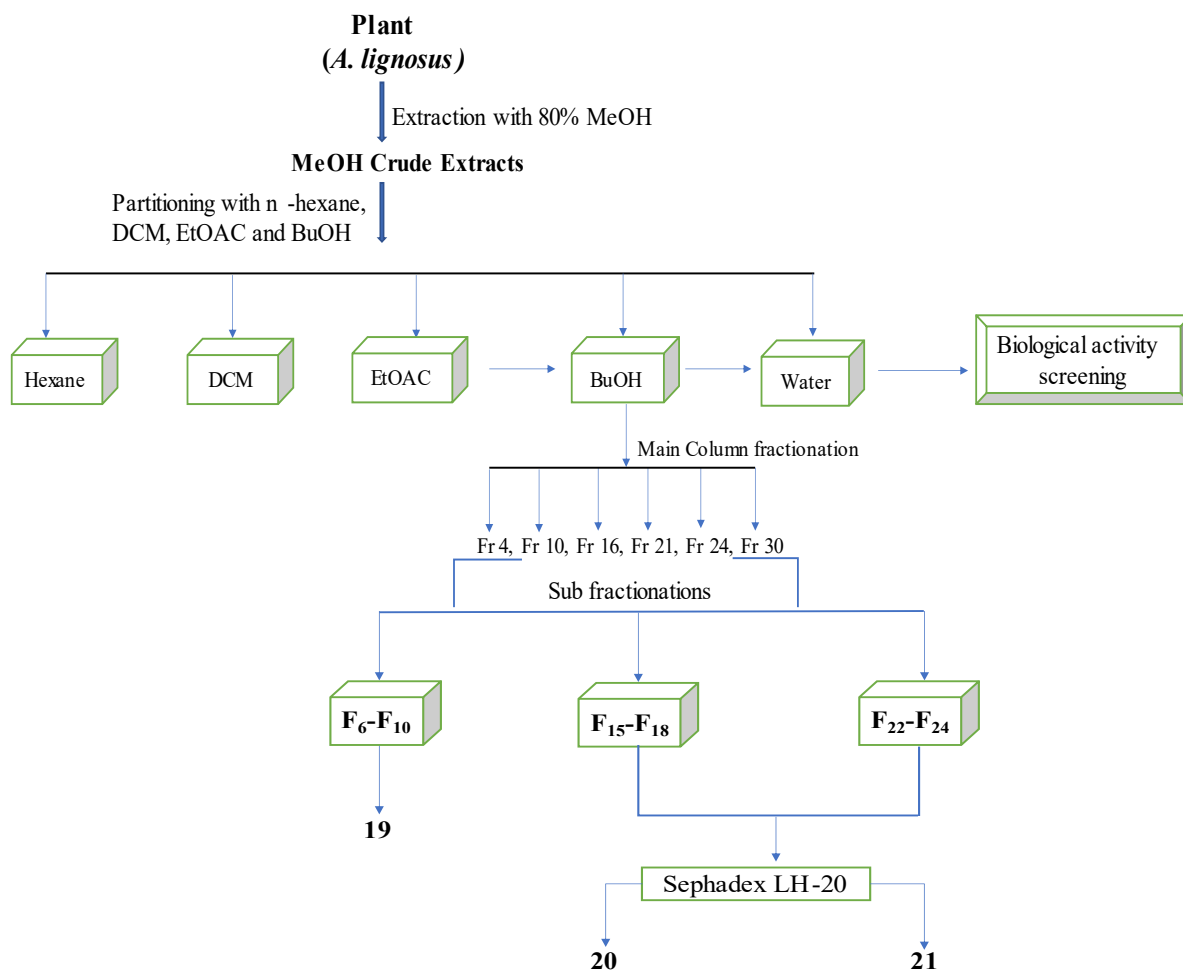 Plant
(A. lignosus)
Extraction with 80% MeOH
MeOH Crude Extracts
Partitioning with n -hexane,
DCM, EtOAC and BuOH
Hexane
DCM
EtOAC
BuOH
Water
Biological activity
screening
Main Column fractionation
Fr 4, Fr 10, Fr 16, Fr 21, Fr 24, Fr 30
Sub fractionations
F₆-F₁₀
F₁₅-F₁₈
F₂₂-F₂₄
19
Sephadex LH-20
20
21